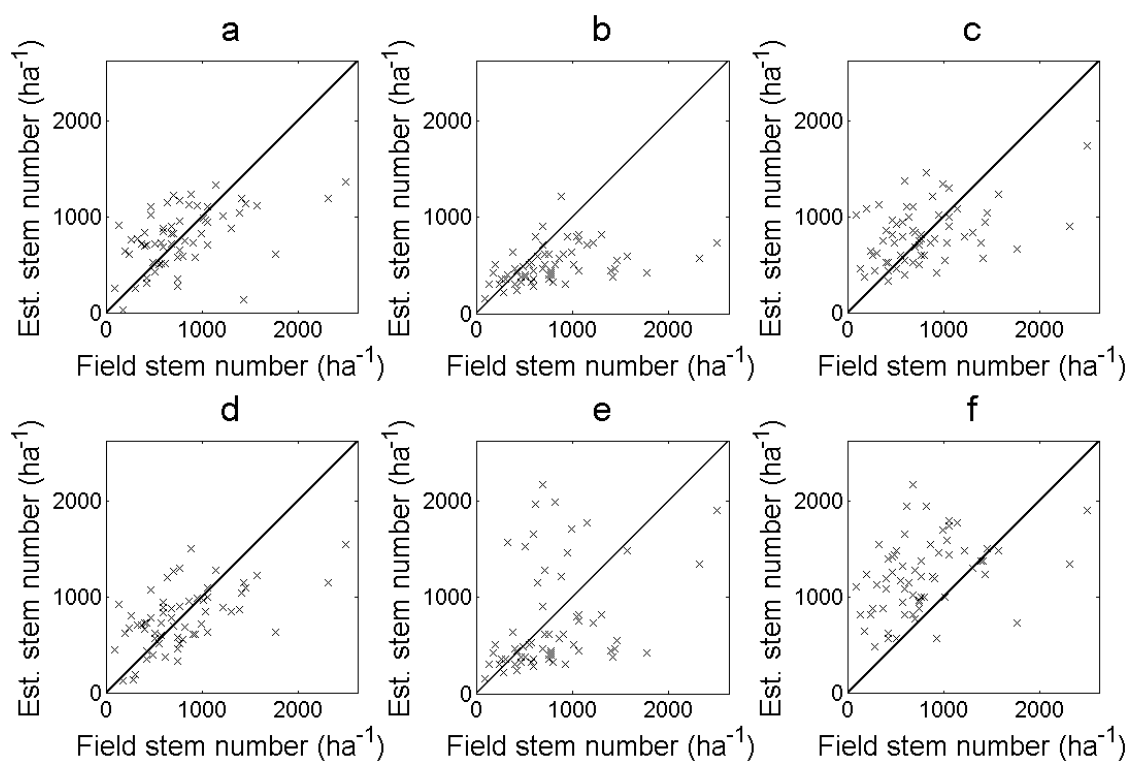 a b c
Est. stem number (ha⁻¹) Est. stem number (ha⁻¹) Est. stem number (ha⁻¹)
2000 2000 2000
1000 1000 1000
0 0 0
0 1000 2000 0 1000 2000 0 1000 2000
Field stem number (ha⁻¹) Field stem number (ha⁻¹) Field stem number (ha⁻¹)
d e f
Est. stem number (ha⁻¹) Est. stem number (ha⁻¹) Est. stem number (ha⁻¹)
2000 2000 2000
1000 1000 1000
0 0 0
0 1000 2000 0 1000 2000 0 1000 2000
Field stem number (ha⁻¹) Field stem number (ha⁻¹) Field stem number (ha⁻¹)